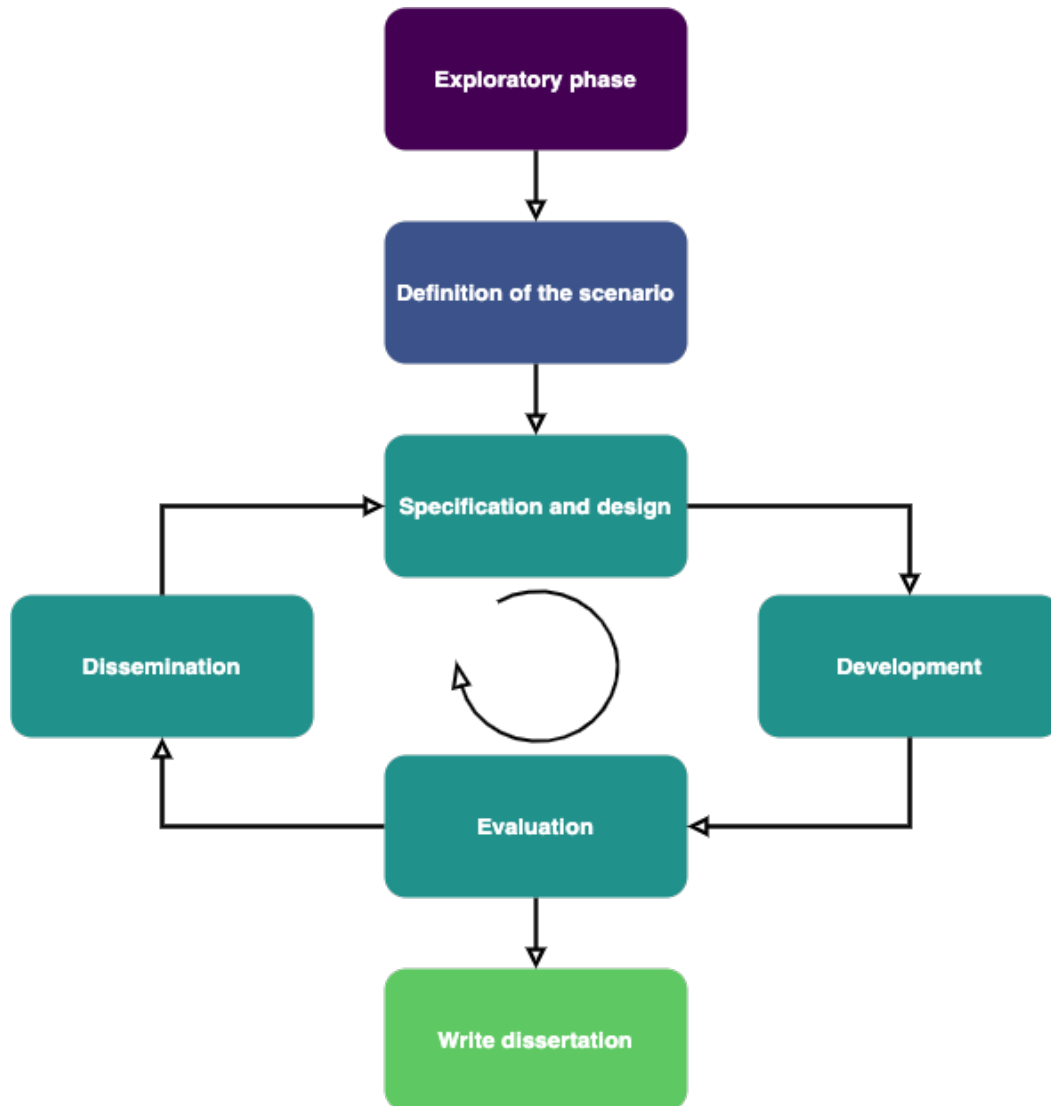 Exploratory phase
Definition of the scenario
Specification and design
Dissemination
Development
Evaluation
Write dissertation